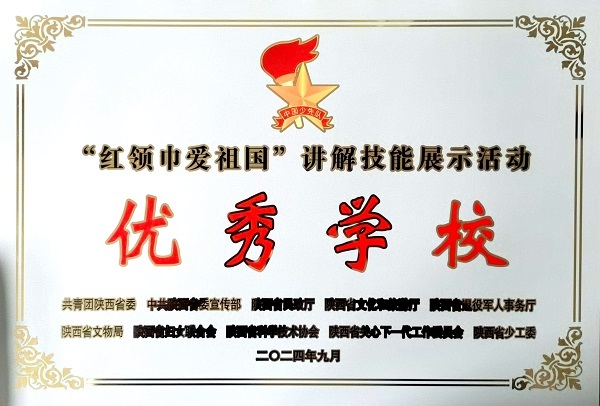 中国少先队
“红领巾爱祖国”讲解技能展示活动
优秀学校
共青团陕西省委 中共陕西省委宣传部 陕西省民政厅 陕西省文化和旅游厅 陕西省退役军人事务厅
陕西省文物局 陕西省妇女联合会 陕西省科学技术协会 陕西省关心下一代工作委员会 陕西省少工委
二〇二四年九月